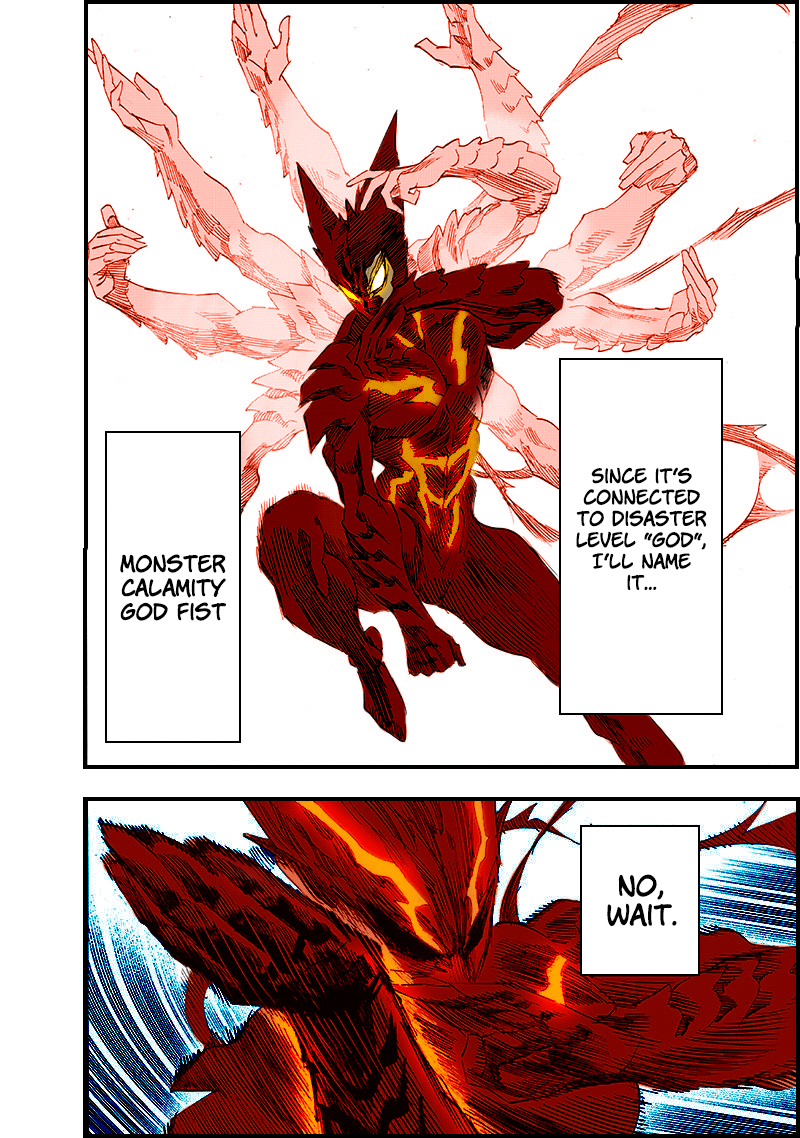 SINCE IT'S
CONNECTED
TO DISASTER
LEVEL "GOD",
I'LL NAME
IT...
MONSTER
CALAMITY
GOD FIST
NO,
WAIT.